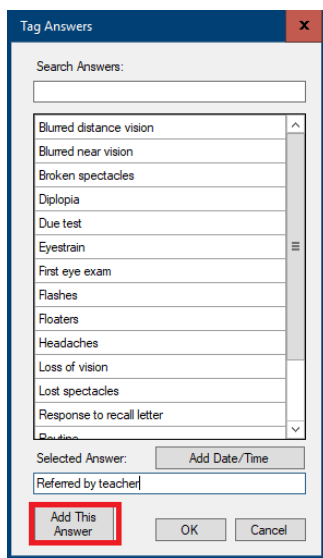 Tag Answers
x
Search Answers:
Blurred distance vision
Blurred near vision
Broken spectacles
Diplopia
Due test
Eyestrain
First eye exam
Flashes
Floaters
Headaches
Loss of vision
Lost spectacles
Response to recall letter
Routine
Selected Answer: Add Date/Time
Referred by teacher
Add This
Answer OK Cancel